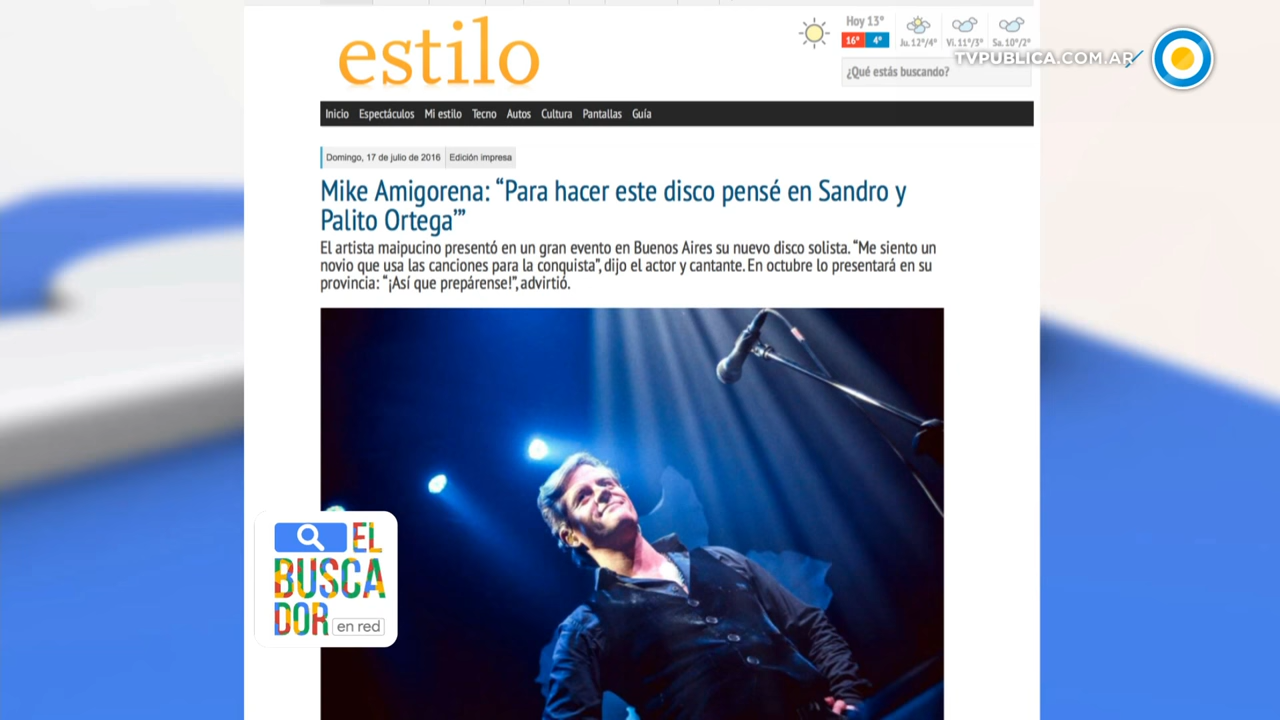 estilo
Hoy 13°
16° 4°
Ju.12°/4° Vi.11°/3° Sa.10°/2°
TVPUBLICA.COM.AR
¿Qué estás buscando?
Inicio Espectáculos Mi estilo Tecno Autos Cultura Pantallas Guía
Domingo, 17 de julio de 2016 Edición impresa
Mike Amigorena: “Para hacer este disco pensé en Sandro y
Palito Ortega’”
El artista maipucino presentó en un gran evento en Buenos Aires su nuevo disco solista. “Me siento un
novio que usa las canciones para la conquista”, dijo el actor y cantante. En octubre lo presentará en su
provincia: “¡Así que prepárense!”, advirtió.
EL
BUSCA
DOR en red